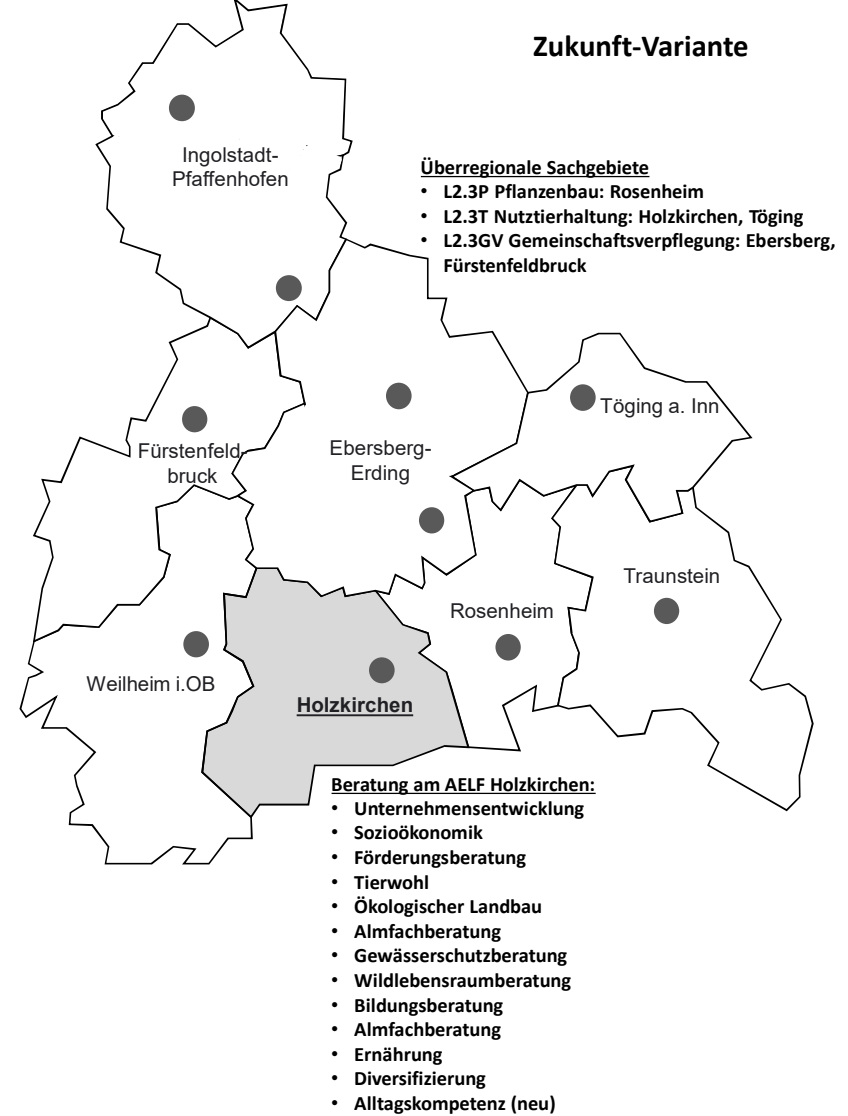 Zukunft-Variante
Ingolstadt-
Pfaffenhofen
Überregionale Sachgebiete
• L2.3P Pflanzenbau: Rosenheim
• L2.3T Nutztierhaltung: Holzkirchen, Töging
• L2.3GV Gemeinschaftsverpflegung: Ebersberg,
Fürstenfeldbruck
Töging a. Inn
Fürstenfeld-
bruck
Ebersberg-
Erding
Traunstein
Rosenheim
Weilheim i.OB
Holzkirchen
Beratung am AELF Holzkirchen:
• Unternehmensentwicklung
• Sozioökonomik
• Förderungsberatung
• Tierwohl
• Ökologischer Landbau
• Almfachberatung
• Gewässerschutzberatung
• Wildlebensraumberatung
• Bildungsberatung
• Almfachberatung
• Ernährung
• Diversifizierung
• Alltagskompetenz (neu)